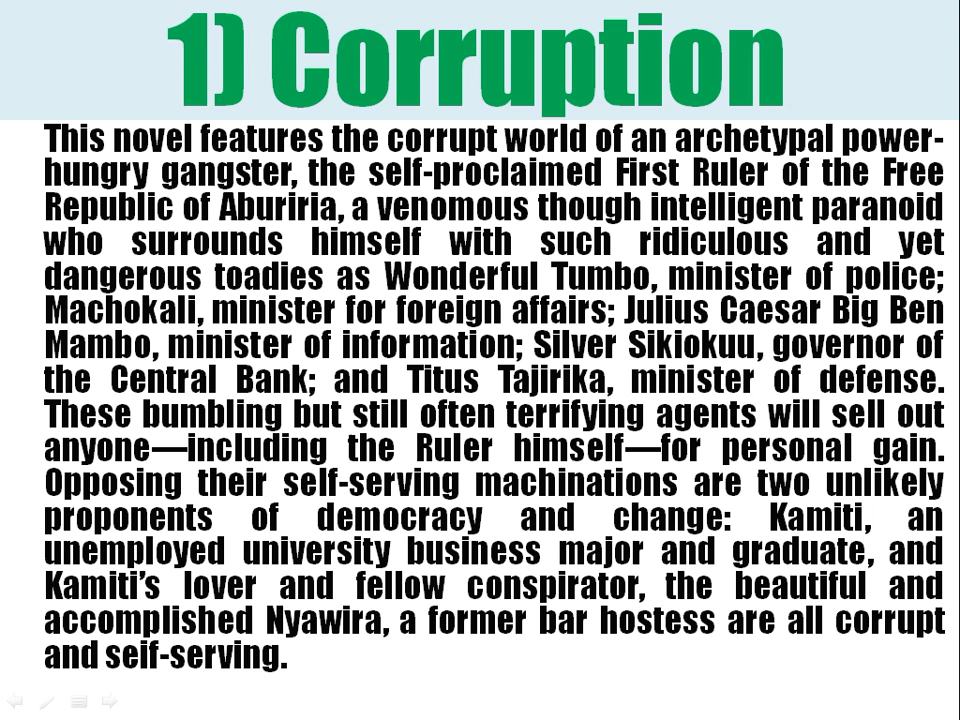 1) Corruption
This novel features the corrupt world of an archetypal power-
hungry gangster, the self-proclaimed First Ruler of the Free
Republic of Aburiria, a venomous though intelligent paranoid
who surrounds himself with such ridiculous and yet
dangerous toadies as Wonderful Tumbo, minister of police;
Machokali, minister for foreign affairs; Julius Caesar Big Ben
Mambo, minister of information; Silver Sikiokuu, governor of
the Central Bank; and Titus Tajirika, minister of defense.
These bumbling but still often terrifying agents will sell out
anyone—including the Ruler himself—for personal gain.
Opposing their self-serving machinations are two unlikely
proponents of democracy and change: Kamiti, an
unemployed university business major and graduate, and
Kamiti’s lover and fellow conspirator, the beautiful and
accomplished Nyawira, a former bar hostess are all corrupt
and seif-serving.